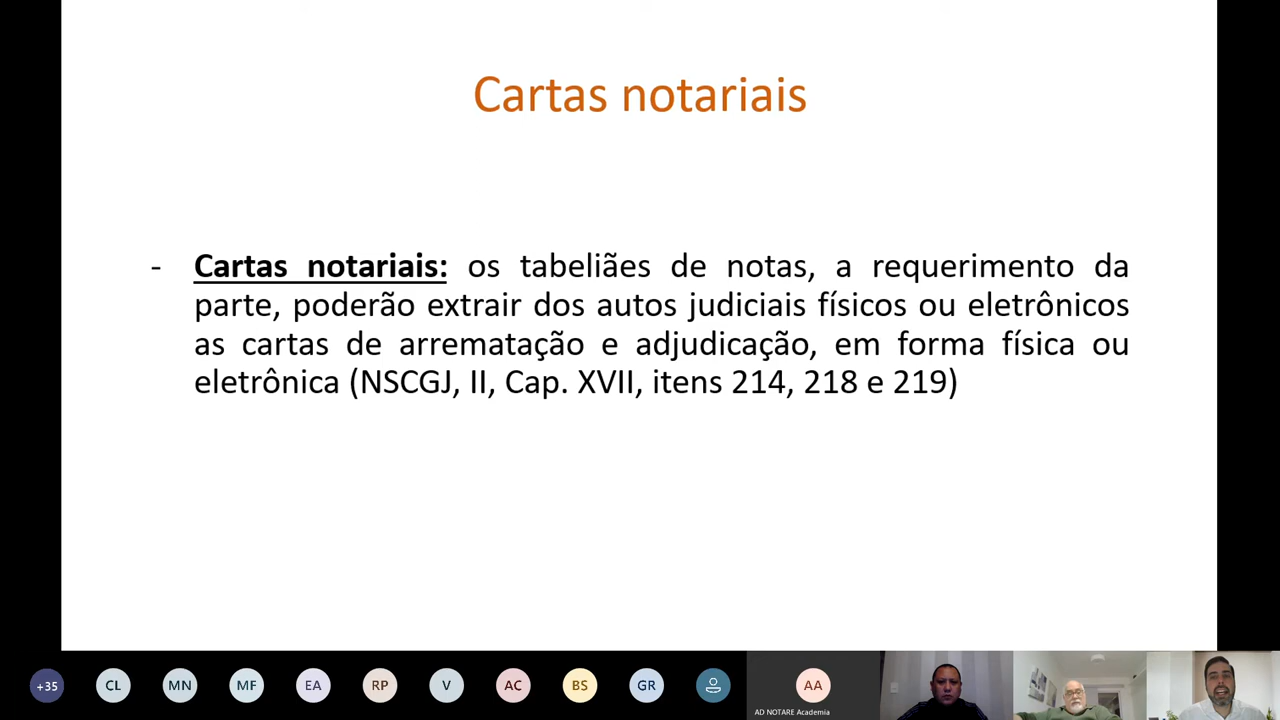 Cartas notariais
- Cartas notariais: os tabeliães de notas, a requerimento da
parte, poderão extrair dos autos judiciais físicos ou eletrônicos
as cartas de arrematação e adjudicação, em forma física ou
eletrônica (NSCGJ, II, Cap. XVII, itens 214, 218 e 219)
+35 CL MN MF EA RP V AC BS GR AA
AD NOTARE Academia